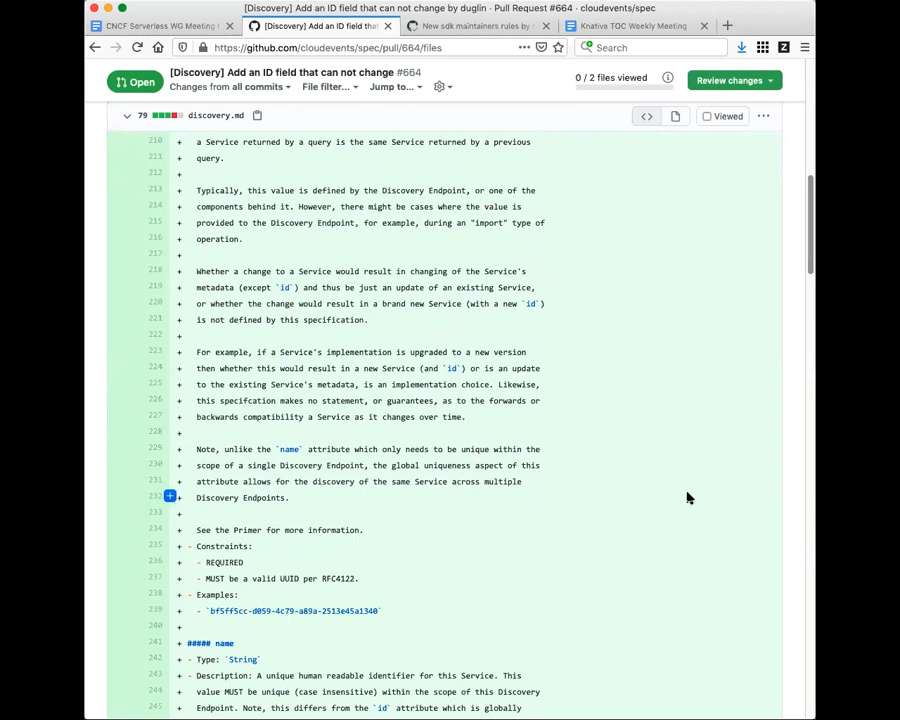 [Discovery] Add an ID field that can not change by duglin · Pull Request #664 · cloudevents/spec
CNCF Serverless WG Meeting
[Discovery] Add an ID field that
New sdk maintainers rules by
Knative TOC Weekly Meeting
https://github.com/cloudevents/spec/pull/664/files
Search
Open
[Discovery] Add an ID field that can not change #664
Changes from all commits
File filter...
Jump to...
0 / 2 files viewed
Review changes
79 discovery.md
Viewed
210 + a Service returned by a query is the same Service returned by a previous
211 + query.
212 +
213 + Typically, this value is defined by the Discovery Endpoint, or one of the
214 + components behind it. However, there might be cases where the value is
215 + provided to the Discovery Endpoint, for example, during an "import" type of
216 + operation.
217 +
218 + Whether a change to a Service would result in changing of the Service's
219 + metadata (except `id`) and thus be just an update of an existing Service,
220 + or whether the change would result in a brand new Service (with a new `id`)
221 + is not defined by this specification.
222 +
223 + For example, if a Service's implementation is upgraded to a new version
224 + then whether this would result in a new Service (and `id`) or is an update
225 + to the existing Service's metadata, is an implementation choice. Likewise,
226 + this specifcation makes no statement, or guarantees, as to the forwards or
227 + backwards compatibility a Service as it changes over time.
228 +
229 + Note, unlike the `name` attribute which only needs to be unique within the
230 + scope of a single Discovery Endpoint, the global uniqueness aspect of this
231 + attribute allows for the discovery of the same Service across multiple
232 + Discovery Endpoints.
233 +
234 + See the Primer for more information.
235 + - Constraints:
236 + - REQUIRED
237 + - MUST be a valid UUID per RFC4122.
238 + - Examples:
239 + - `bf5ff5cc-d059-4c79-a89a-2513e45a1340`
240 +
241 + ##### name
242 + - Type: `String`
243 + - Description: A unique human readable identifier for this Service. This
244 + value MUST be unique (case insensitive) within the scope of this Discovery
245 + Endpoint. Note, this differs from the `id` attribute which is globally